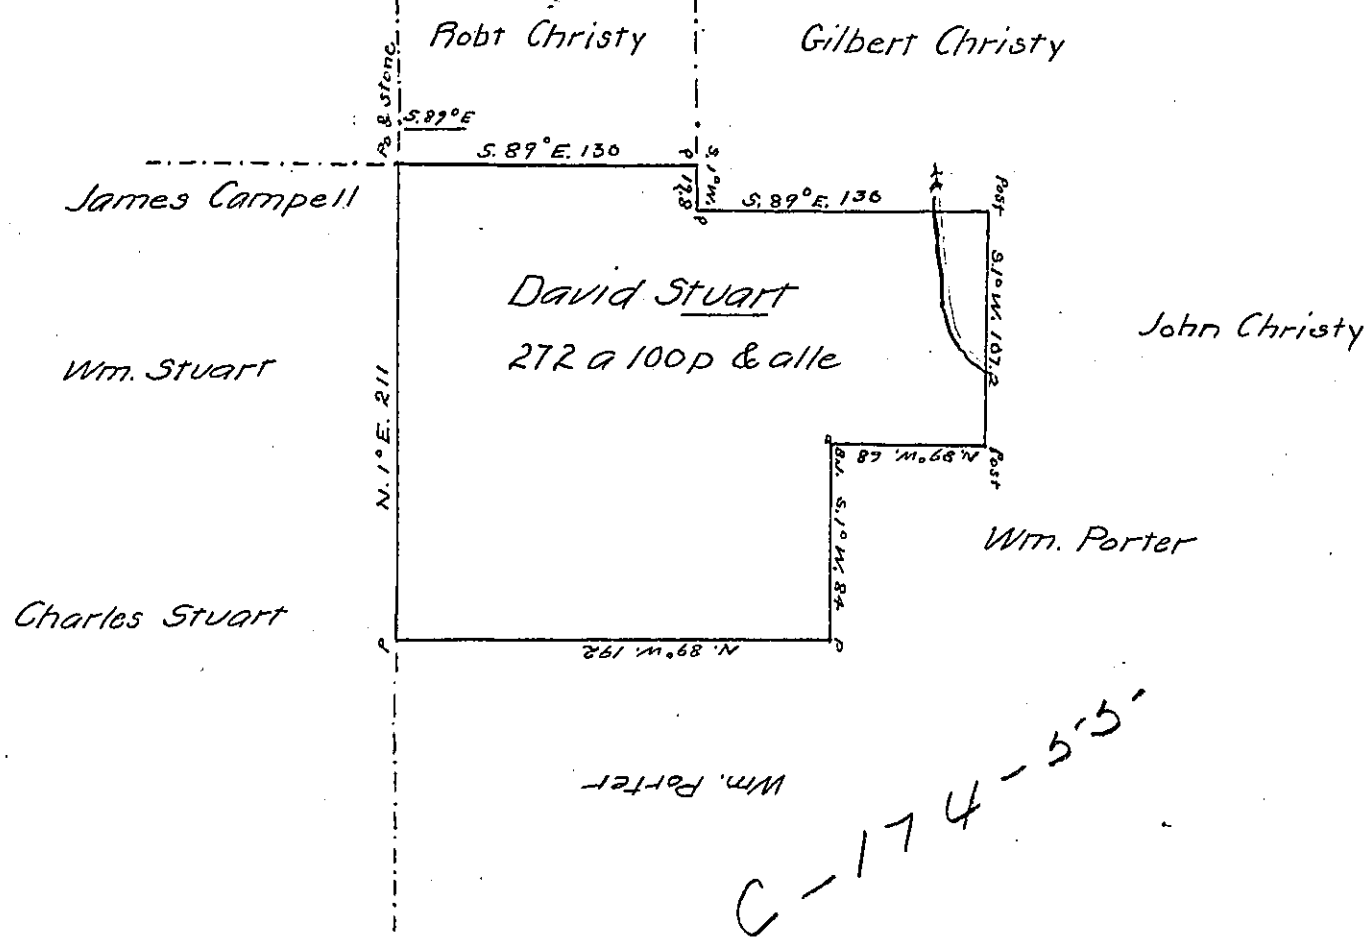 Robt Christy
Gilbert Christy
Po & stone
S.89°E
S. 89°E. 130
P
S. 1°W.
17.8
P
S. 89°E. 130
Post
James Campell
David Stuart
272 a 100p & alle
S. 1° W. 107.2
John Christy
Wm. Stuart
N. 1° E. 211
N. 89° W. 68
Post
S. 1° W. 84
Wm. Porter
Charles Stuart
P
N. 89° W. 192
P
Wm. Porter
C-174-55